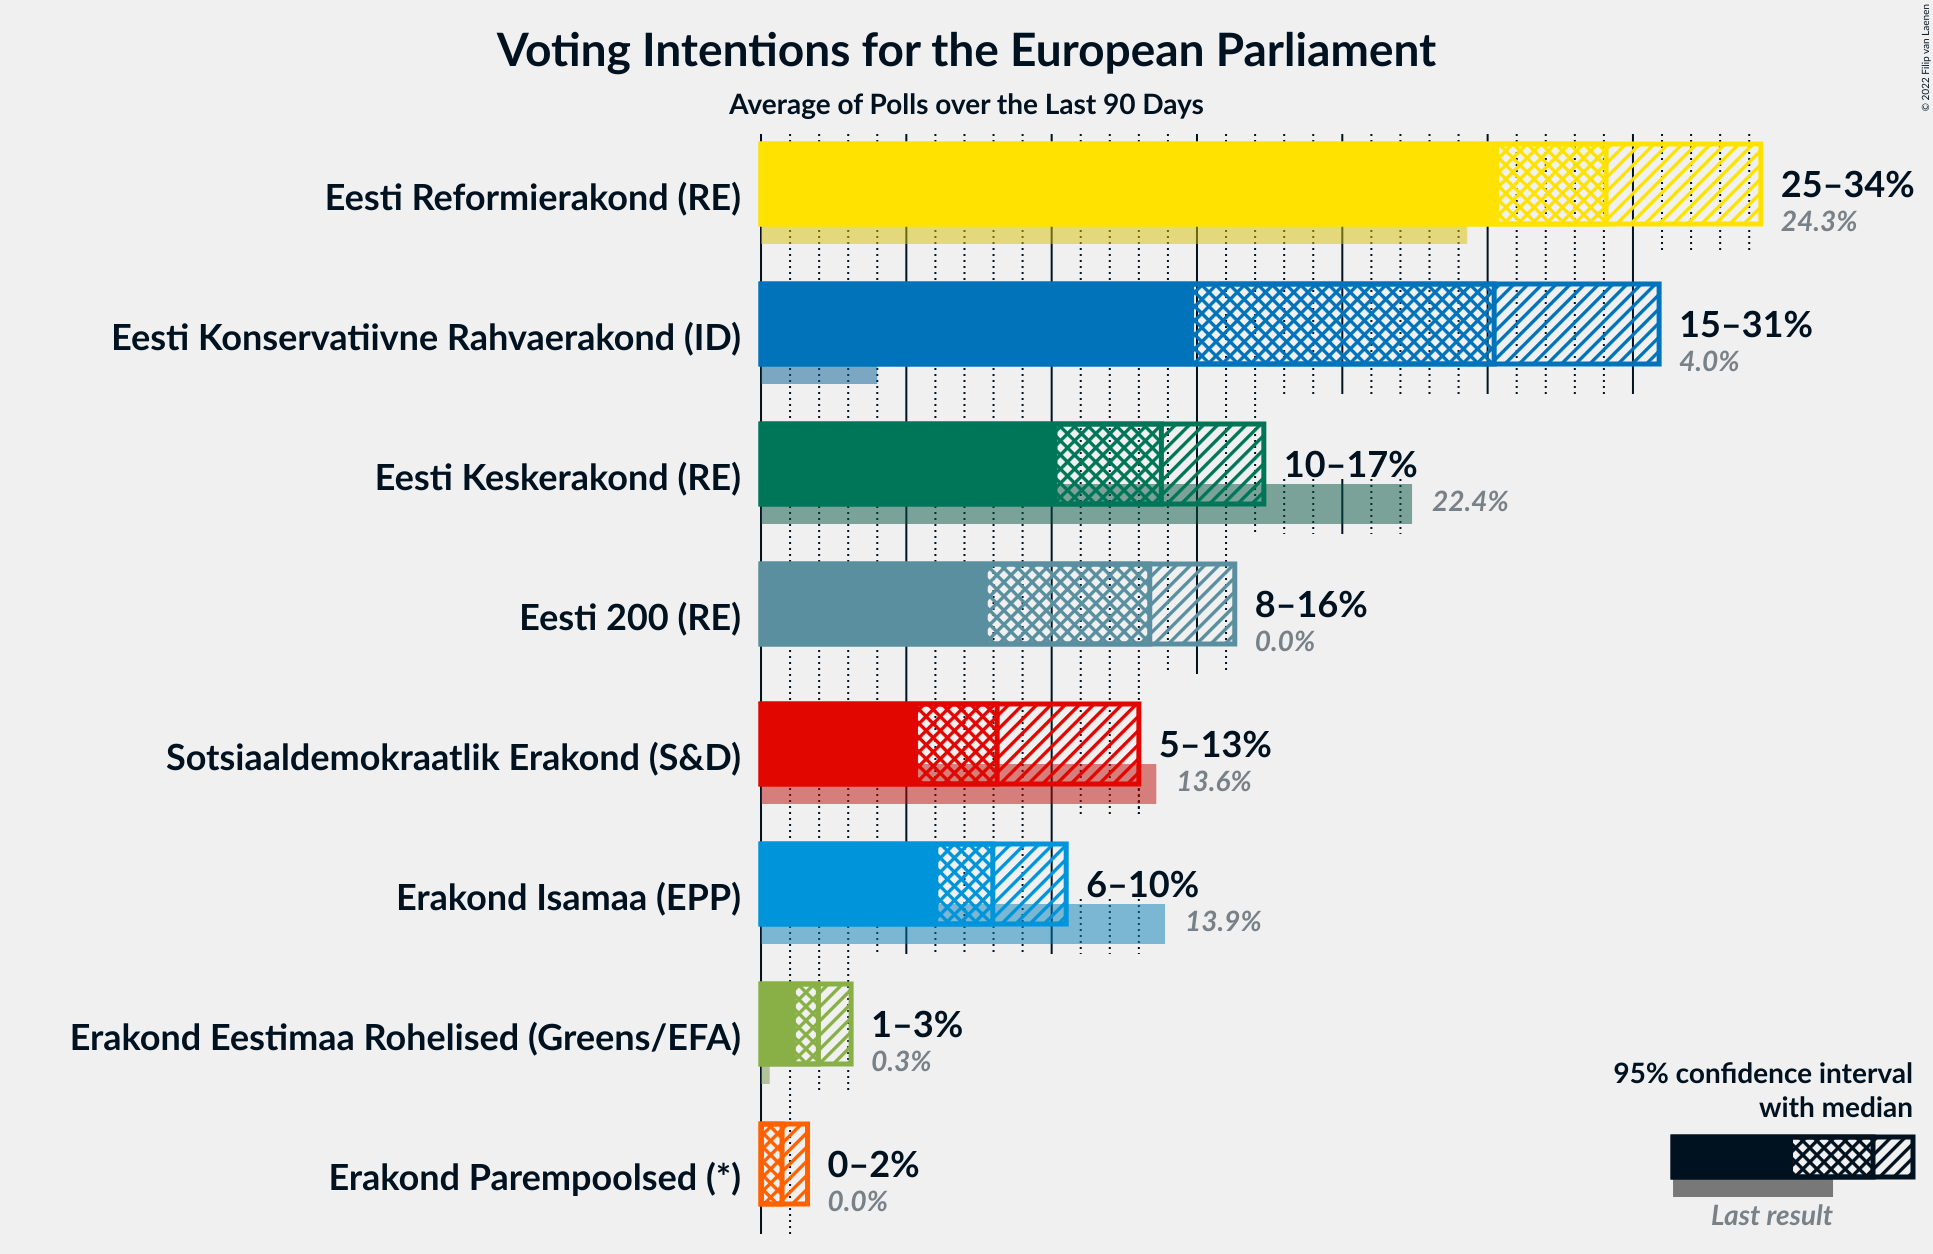 Voting Intentions for the European Parliament
Average of Polls over the Last 90 Days
© 2022 Filip van Laenen
Eesti Reformierakond (RE)
25–34%
24.3%
Eesti Konservatiivne Rahvaerakond (ID)
15–31%
4.0%
Eesti Keskerakond (RE)
10–17%
22.4%
Eesti 200 (RE)
8–16%
0.0%
Sotsiaaldemokraatlik Erakond (S&D)
5–13%
13.6%
Erakond Isamaa (EPP)
6–10%
13.9%
Erakond Eestimaa Rohelised (Greens/EFA)
1–3%
0.3%
Erakond Parempoolsed (*)
0–2%
0.0%
95% confidence interval
with median
Last result